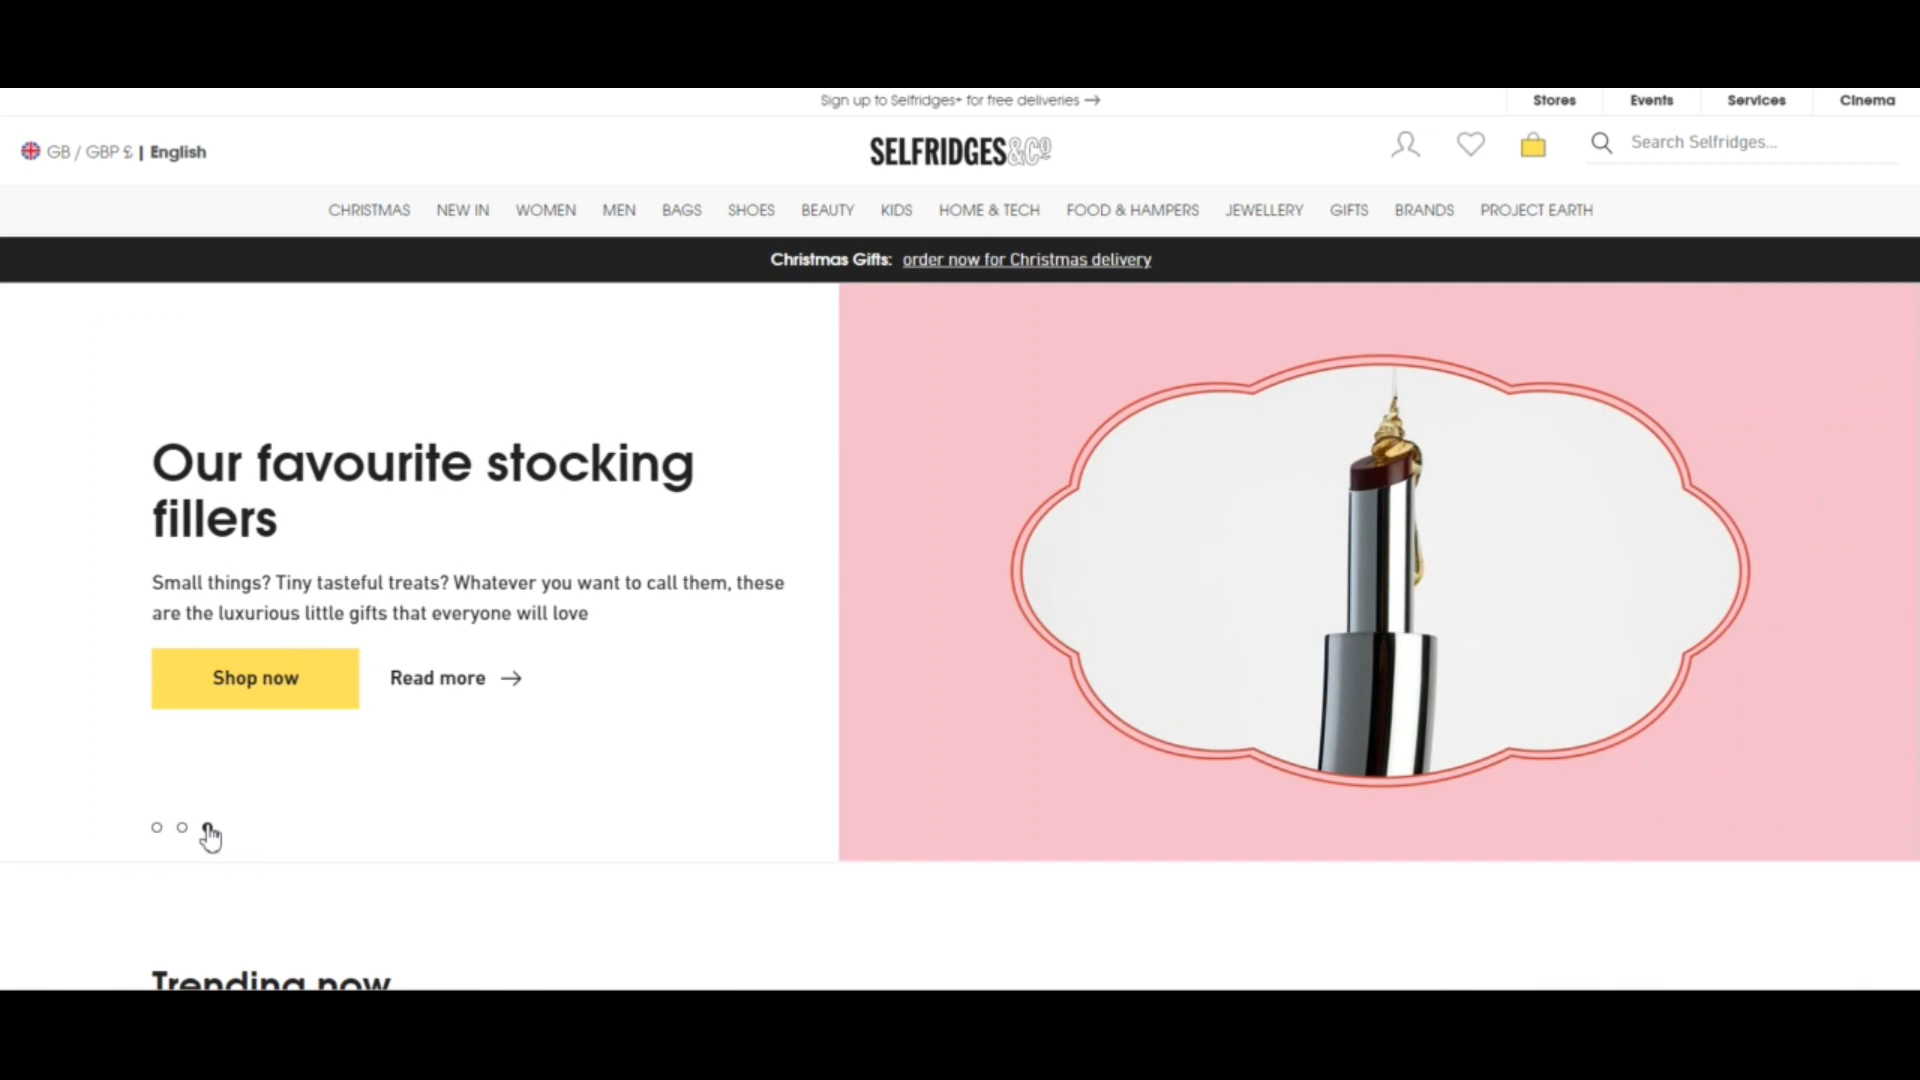 Sign up to Selfridges+ for free deliveries →
Stores
Events
Services
Cinema
GB / GBP £ | English
SELFRIDGES&CO
Search Selfridges...
CHRISTMAS
NEW IN
WOMEN
MEN
BAGS
SHOES
BEAUTY
KIDS
HOME & TECH
FOOD & HAMPERS
JEWELLERY
GIFTS
BRANDS
PROJECT EARTH
Christmas Gifts: order now for Christmas delivery
Our favourite stocking
fillers
Small things? Tiny tasteful treats? Whatever you want to call them, these
are the luxurious little gifts that everyone will love
Shop now
Read more →
Trending now